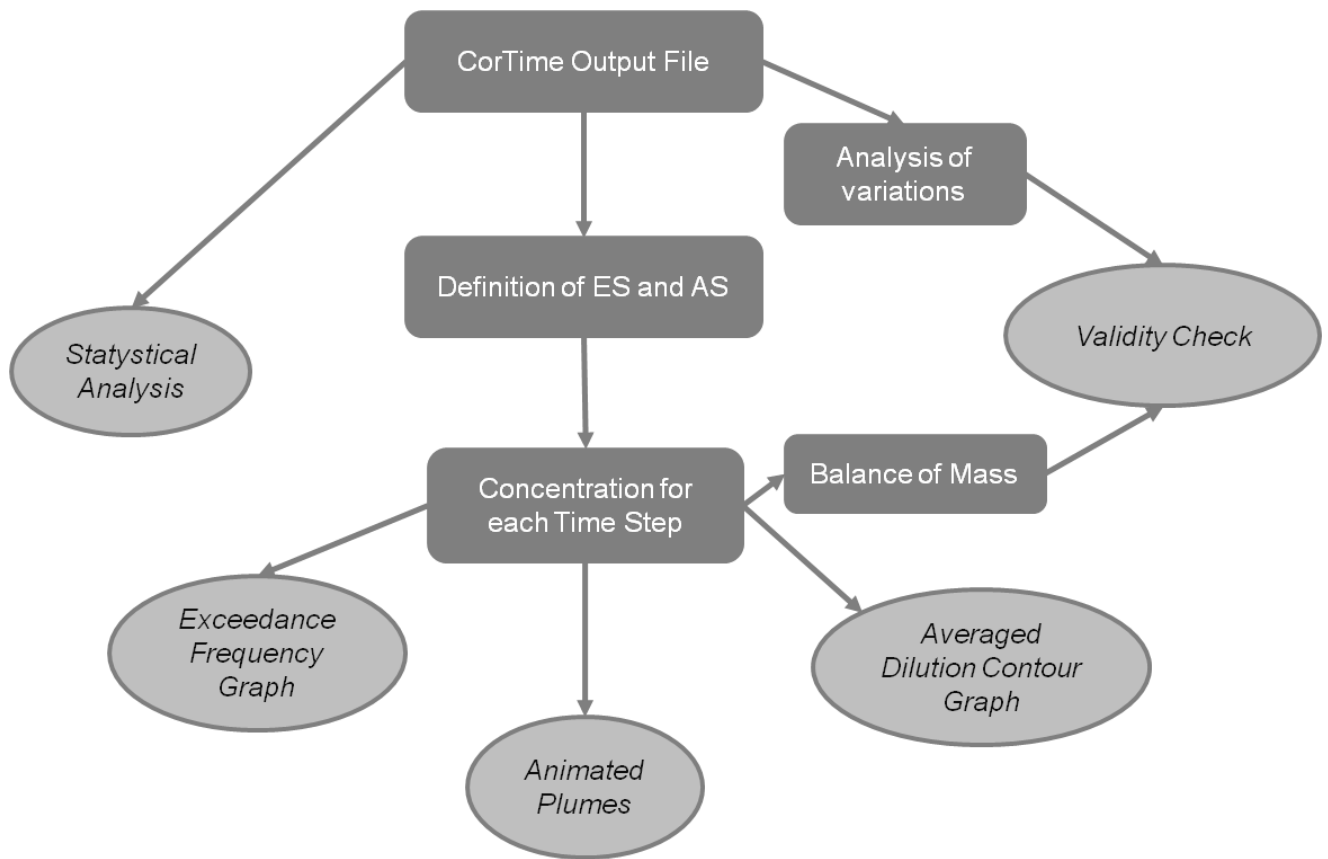 CorTime Output File
Analysis of
variations
Definition of ES and AS
Validity Check
Statystical
Analysis
Concentration for
each Time Step
Balance of Mass
Exceedance
Frequency
Graph
Averaged
Dilution Contour
Graph
Animated
Plumes